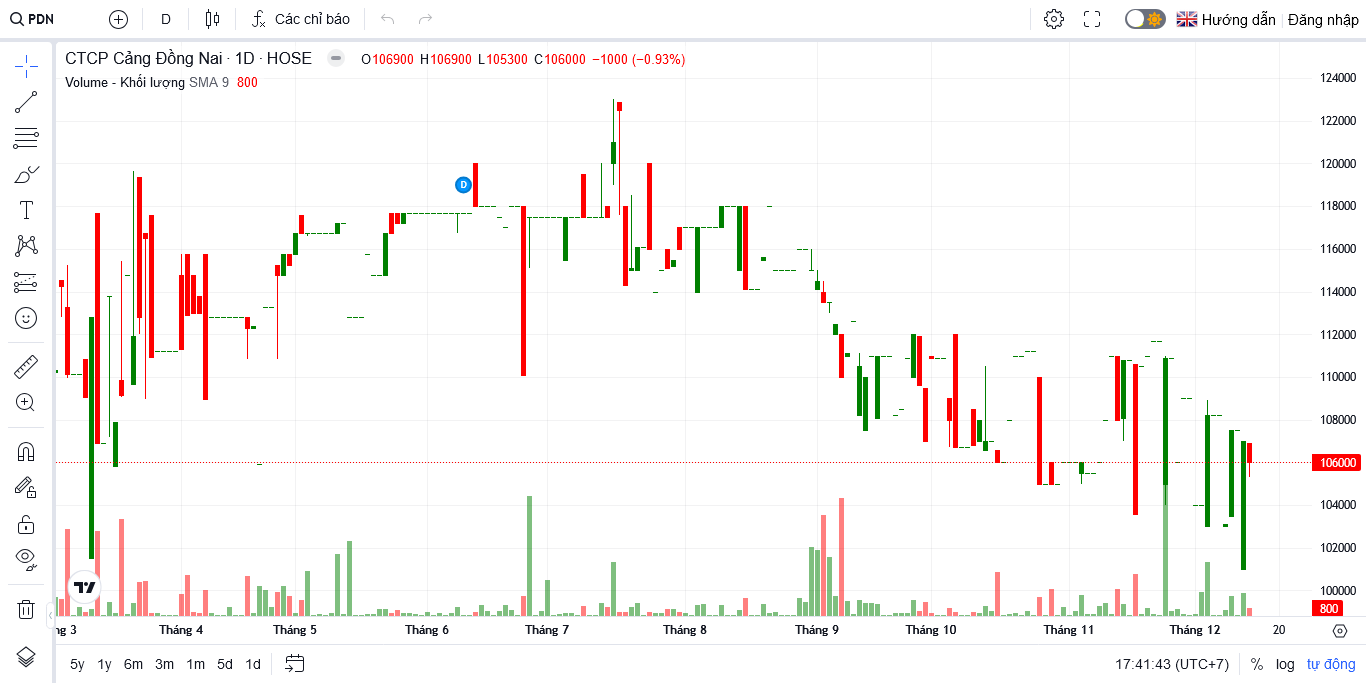 PDN D Các chỉ báo Hướng dẫn Đăng nhập
CTCP Cảng Đồng Nai · 1D · HOSE O106900 H106900 L105300 C106000 −1000 (−0.93%)
Volume - Khối lượng SMA 9 800
124000
122000
120000
D
118000
116000
114000
112000
110000
108000
106000
104000
102000
100000
800
ng 3 Tháng 4 Tháng 5 Tháng 6 Tháng 7 Tháng 8 Tháng 9 Tháng 10 Tháng 11 Tháng 12 20
5y 1y 6m 3m 1m 5d 1d 17:41:43 (UTC+7) % log tự động